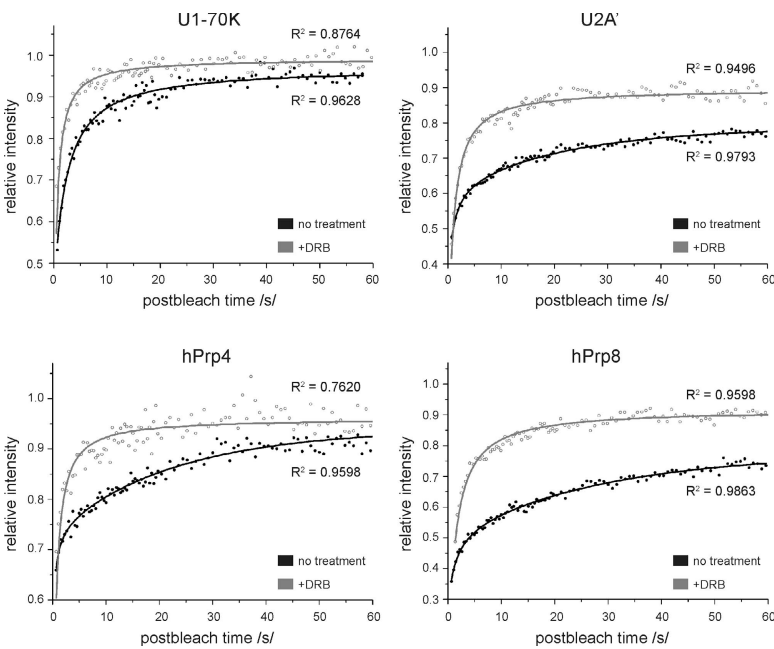 U1-70K
R² = 0.8764
1.0
0.9
R² = 0.9628
0.8
0.7
0.6
0.5
relative intensity
no treatment
+DRB
0 10 20 30 40 50 60
postbleach time /s/
U2A’
1.0
R² = 0.9496
0.9
0.8
0.7
R² = 0.9793
0.6
0.5
0.4
relative intensity
no treatment
+DRB
0 10 20 30 40 50 60
postbleach time /s/
hPrp4
R² = 0.7620
1.0
0.9
R² = 0.9598
0.8
0.7
0.6
relative intensity
no treatment
+DRB
0 10 20 30 40 50 60
postbleach time /s/
hPrp8
1.0
R² = 0.9598
0.9
0.8
0.7
R² = 0.9863
0.6
0.5
0.4
0.3
relative intensity
no treatment
+DRB
0 10 20 30 40 50 60
postbleach time /s/